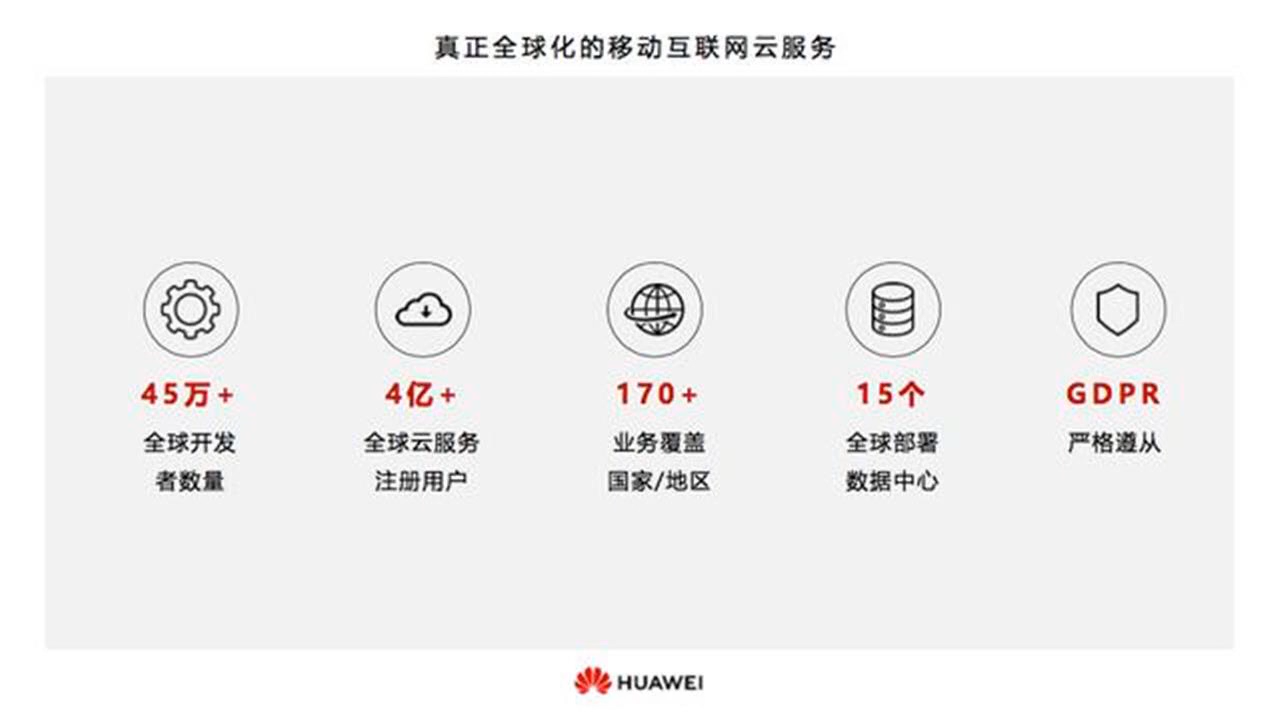 真正全球化的移动互联网云服务
45万+
全球开发
者数量
4亿+
全球云服务
注册用户
170+
业务覆盖
国家/地区
15个
全球部署
数据中心
GDPR
严格遵从
HUAWEI